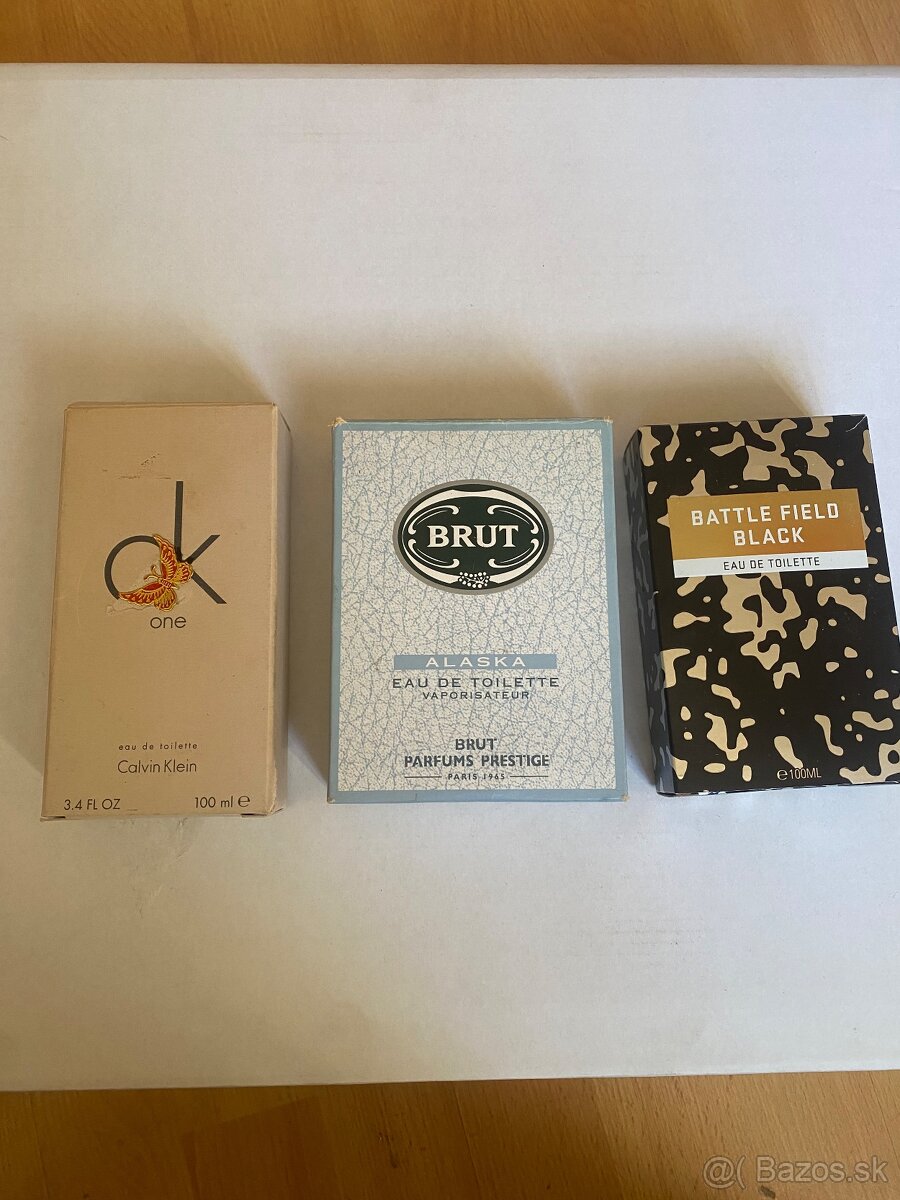 ck
one
eau de toilette
Calvin Klein
3.4 FL OZ 100 ml e
BRUT
ALASKA
EAU DE TOILETTE
VAPORISATEUR
BRUT
PARFUMS PRESTIGE
PARIS 1965
BATTLE FIELD
BLACK
EAU DE TOILETTE
e100ML
@( Bazos.sk